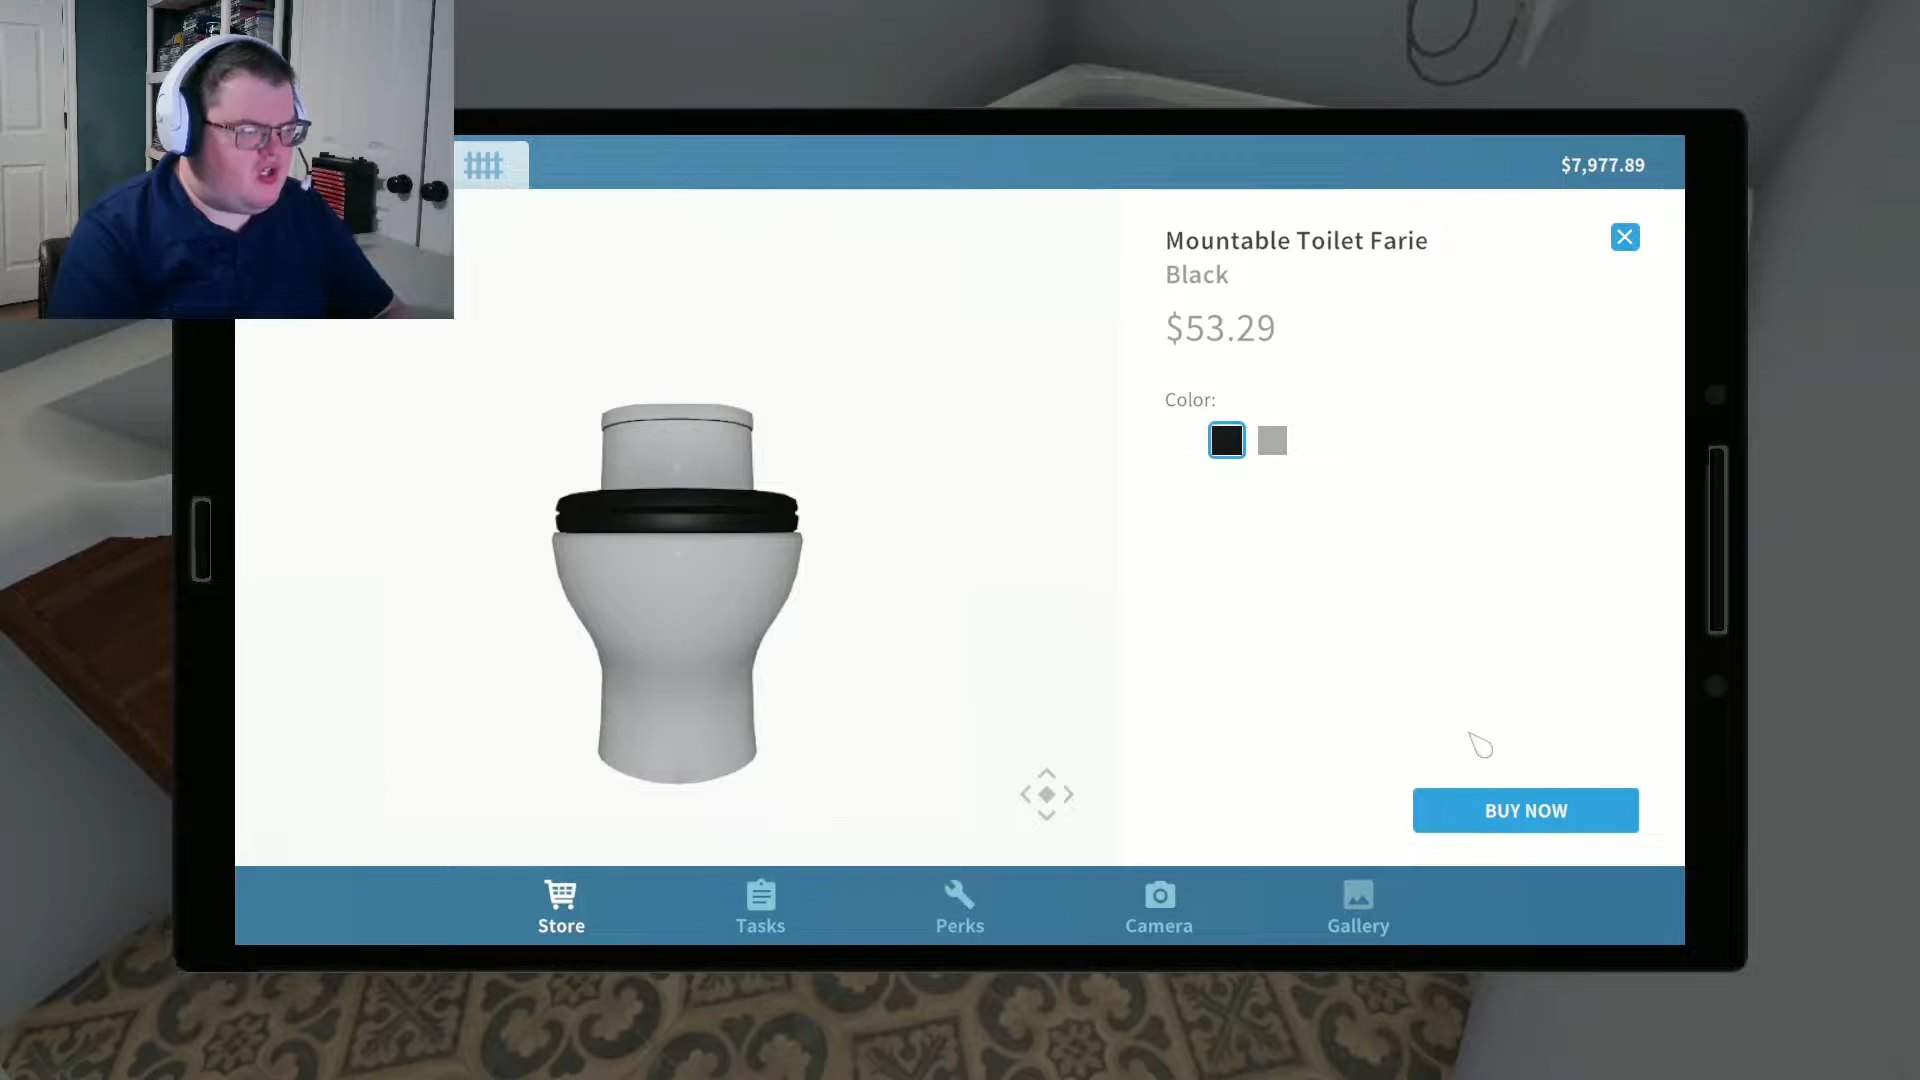 $7,977.89
Mountable Toilet Farie
Black
$53.29
Color:
BUY NOW
Store
Tasks
Perks
Camera
Gallery